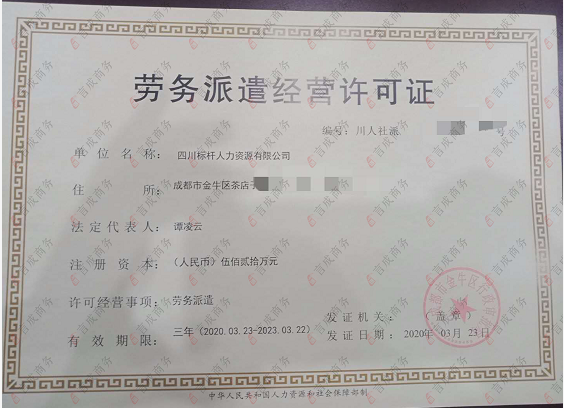 劳务派遣经营许可证
编号：川人社派 号
单位名称： 四川标杆人力资源有限公司
住所： 成都市金牛区茶店子
法定代表人： 谭凌云
注册资本： （人民币）伍佰贰拾万元
许可经营事项： 劳务派遣
有效期限： 三年（2020.03.23-2023.03.22）
发证机关： （盖章）
发证日期： 2020年 03月 23日
中华人民共和国人力资源和社会保障部制
言成商务